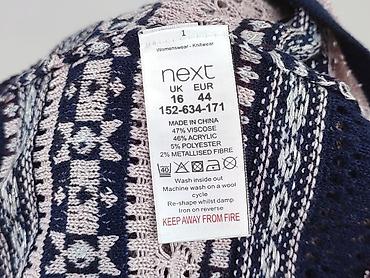 1
Womenswear - Knitwear
next
UK EUR
16 44
152-634-171
MADE IN CHINA
47% VISCOSE
46% ACRYLIC
5% POLYESTER
2% METALLISED FIBRE
40
Wash inside out
Machine wash on a wool
cycle
Re-shape whilst damp
Iron on reverse
KEEP AWAY FROM FIRE